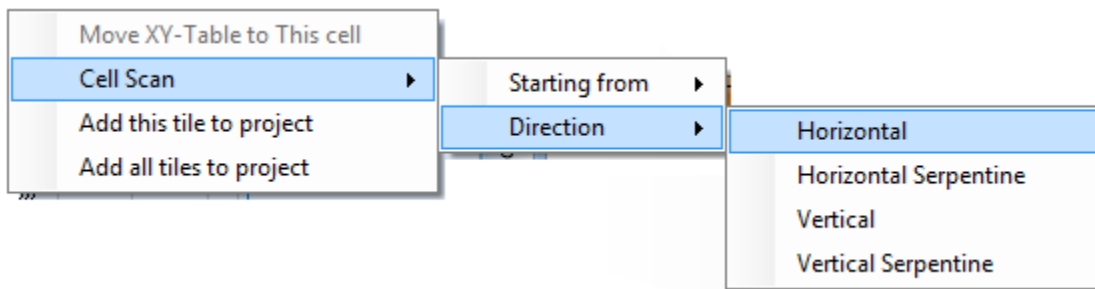 Move XY-Table to This cell
Cell Scan
Add this tile to project
Add all tiles to project
Starting from
Direction
Horizontal
Horizontal Serpentine
Vertical
Vertical Serpentine